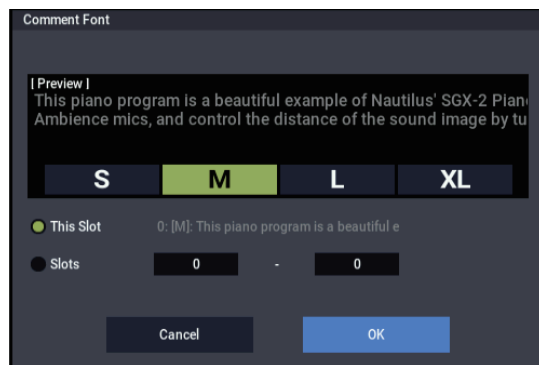 Comment Font
[ Preview ]
This piano program is a beautiful example of Nautilus' SGX-2 Pian
Ambience mics, and control the distance of the sound image by tu
S M L XL
This Slot 0: [M]: This piano program is a beautiful e
Slots 0 - 0
Cancel OK